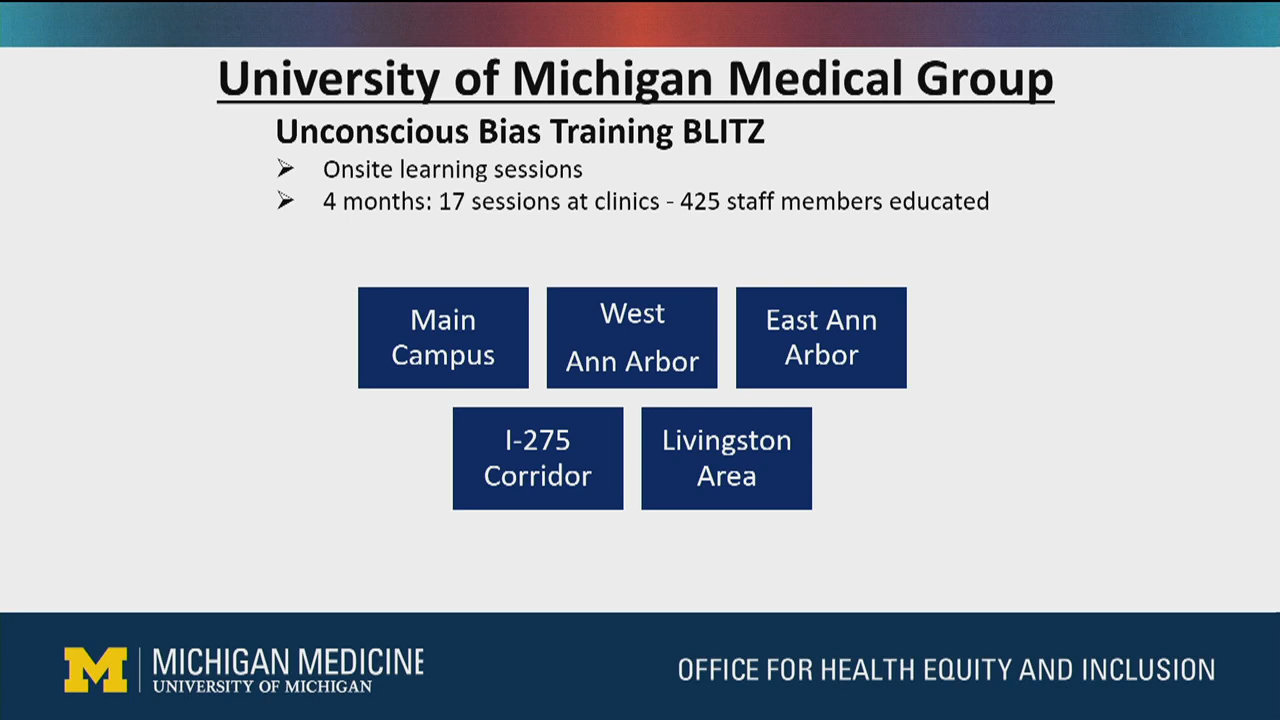 University of Michigan Medical Group
Unconscious Bias Training BLITZ
➢ Onsite learning sessions
➢ 4 months: 17 sessions at clinics - 425 staff members educated
Main
Campus
West
Ann Arbor
East Ann
Arbor
I-275
Corridor
Livingston
Area
M
MICHIGAN MEDICINE
UNIVERSITY OF MICHIGAN
OFFICE FOR HEALTH EQUITY AND INCLUSION